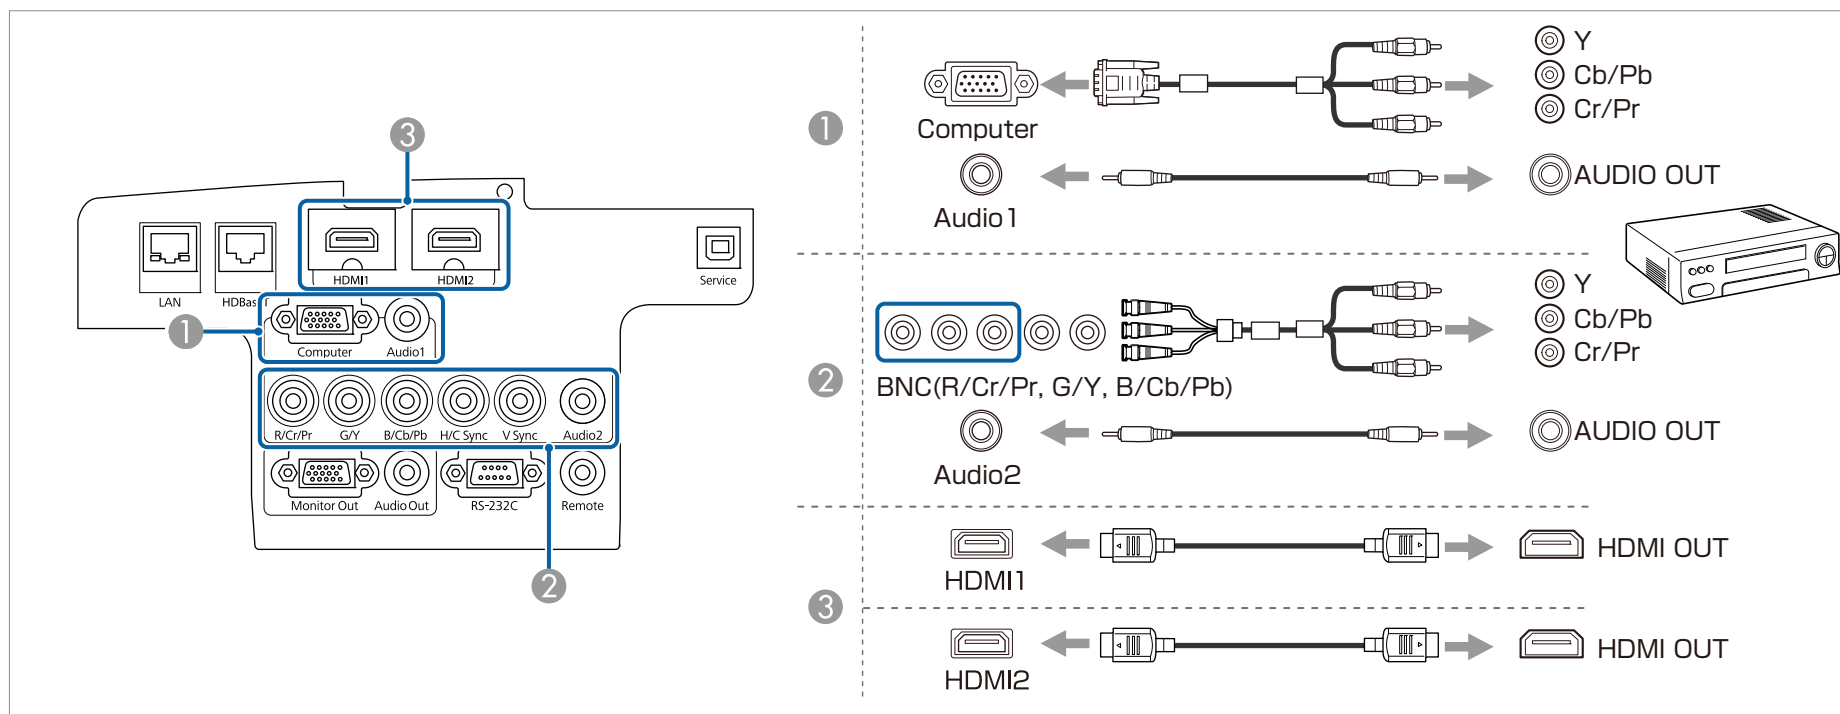 3
LAN
HDBas T
HDMI1
HDMI2
Service
1
Computer
Audio1
R/Cr/Pr
G/Y
B/Cb/Pb
H/C Sync
V Sync
Audio2
Monitor Out
Audio Out
RS-232C
Remote
2
1
Computer
Y
Cb/Pb
Cr/Pr
Audio1
AUDIO OUT
2
BNC(R/Cr/Pr, G/Y, B/Cb/Pb)
Y
Cb/Pb
Cr/Pr
Audio2
AUDIO OUT
3
HDMI1
HDMI OUT
HDMI2
HDMI OUT